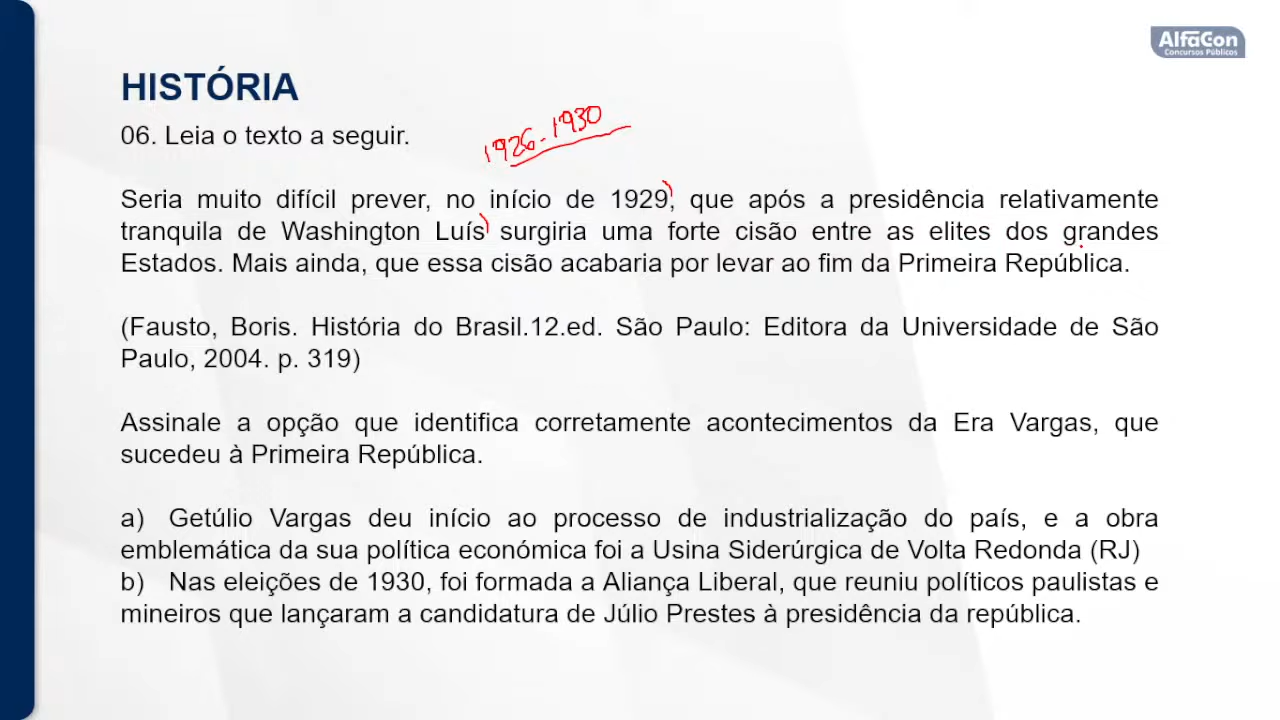 AlfaCon
Concursos Públicos
HISTÓRIA
06. Leia o texto a seguir.
1926-1930
Seria muito difícil prever, no início de 1929, que após a presidência relativamente
tranquila de Washington Luís surgiria uma forte cisão entre as elites dos grandes
Estados. Mais ainda, que essa cisão acabaria por levar ao fim da Primeira República.
(Fausto, Boris. História do Brasil.12.ed. São Paulo: Editora da Universidade de São
Paulo, 2004. p. 319)
Assinale a opção que identifica corretamente acontecimentos da Era Vargas, que
sucedeu à Primeira República.
a) Getúlio Vargas deu início ao processo de industrialização do país, e a obra
emblemática da sua política económica foi a Usina Siderúrgica de Volta Redonda (RJ)
b) Nas eleições de 1930, foi formada a Aliança Liberal, que reuniu políticos paulistas e
mineiros que lançaram a candidatura de Júlio Prestes à presidência da república.